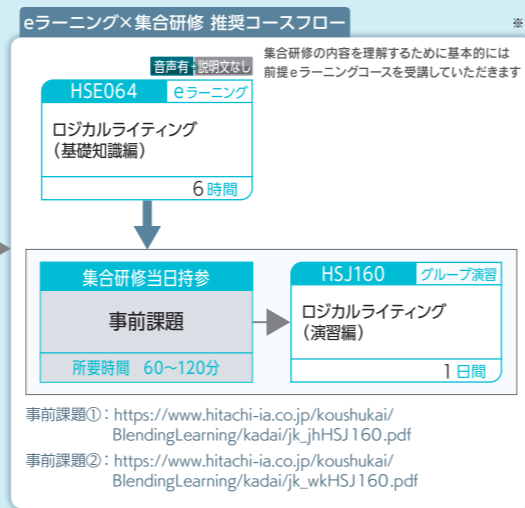 eラーニング×集合研修 推奨コースフロー
※
集合研修の内容を理解するために基本的には
前提eラーニングコースを受講していただきます
音声有+説明文なし
HSE064 eラーニング
ロジカルライティング
（基礎知識編）
6時間
集合研修当日持参
事前課題
所要時間 60～120分
HSJ160 グループ演習
ロジカルライティング
（演習編）
1日間
事前課題①：https://www.hitachi-ia.co.jp/koushukai/
BlendingLearning/kadai/jk_jhHSJ160.pdf
事前課題②：https://www.hitachi-ia.co.jp/koushukai/
BlendingLearning/kadai/jk_wkHSJ160.pdf